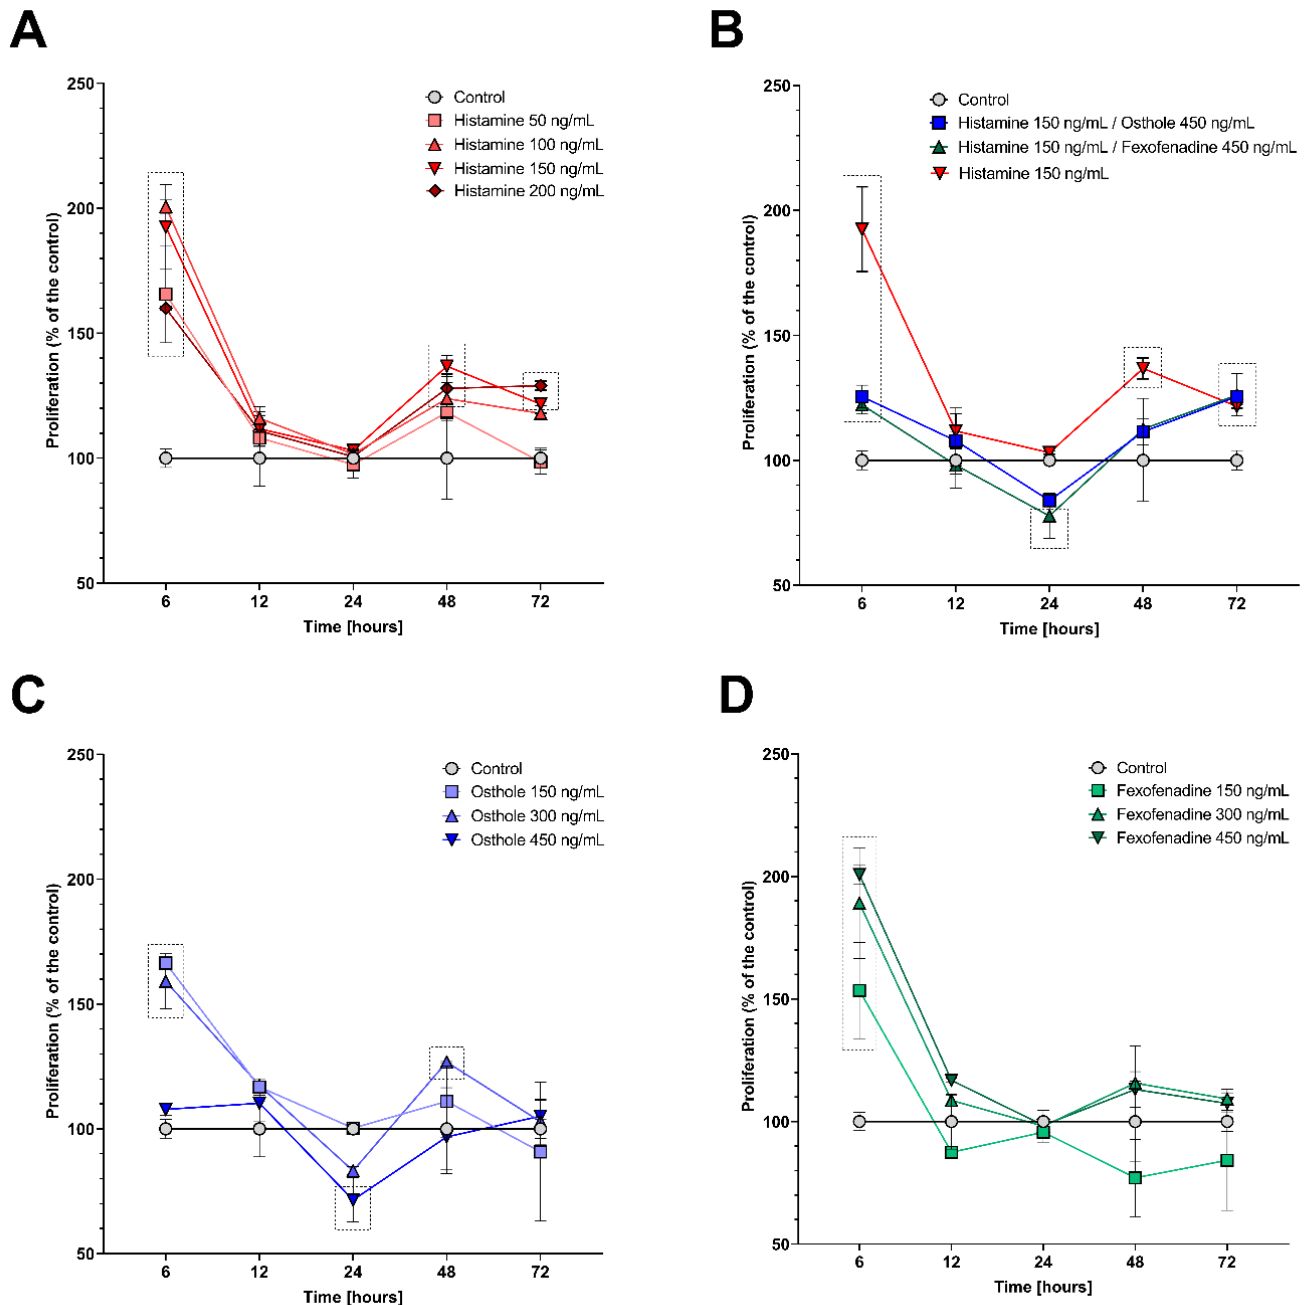 A
Proliferation (% of the control)
250
200
150
100
50
Control
Histamine 50 ng/mL
Histamine 100 ng/mL
Histamine 150 ng/mL
Histamine 200 ng/mL
6 12 24 48 72
Time [hours]
B
Proliferation (% of the control)
250
200
150
100
50
Control
Histamine 150 ng/mL / Osthole 450 ng/mL
Histamine 150 ng/mL / Fexofenadine 450 ng/mL
Histamine 150 ng/mL
6 12 24 48 72
Time [hours]
C
Proliferation (% of the control)
250
200
150
100
50
Control
Osthole 150 ng/mL
Osthole 300 ng/mL
Osthole 450 ng/mL
6 12 24 48 72
Time [hours]
D
Proliferation (% of the control)
250
200
150
100
50
Control
Fexofenadine 150 ng/mL
Fexofenadine 300 ng/mL
Fexofenadine 450 ng/mL
6 12 24 48 72
Time [hours]